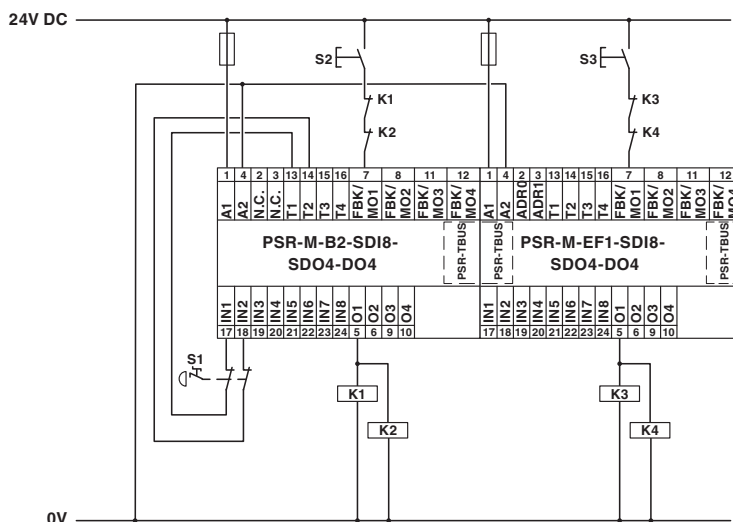 24V DC
S2
S3
K1
K3
K2
K4
1 4 2 3 13 14 15 16 7 8 11 12 1 4 2 3 13 14 15 16 7 8 11 12
A1 A2 N.C. N.C. T1 T2 T3 T4 FBK/MO1 FBK/MO2 FBK/MO3 FBK/MO4 A1 A2 ADR0 ADR1 T1 T2 T3 T4 FBK/MO1 FBK/MO2 FBK/MO3 FBK/MO4
PSR-M-B2-SDI8-
SDO4-DO4
PSR-TBUS
PSR-TBUS
PSR-M-EF1-SDI8-
SDO4-DO4
PSR-TBUS
IN1 IN2 IN3 IN4 IN5 IN6 IN7 IN8 O1 O2 O3 O4 IN1 IN2 IN3 IN4 IN5 IN6 IN7 IN8 O1 O2 O3 O4
17 18 19 20 21 22 23 24 5 6 9 10 17 18 19 20 21 22 23 24 5 6 9 10
S1
K1
K3
K2
K4
0V